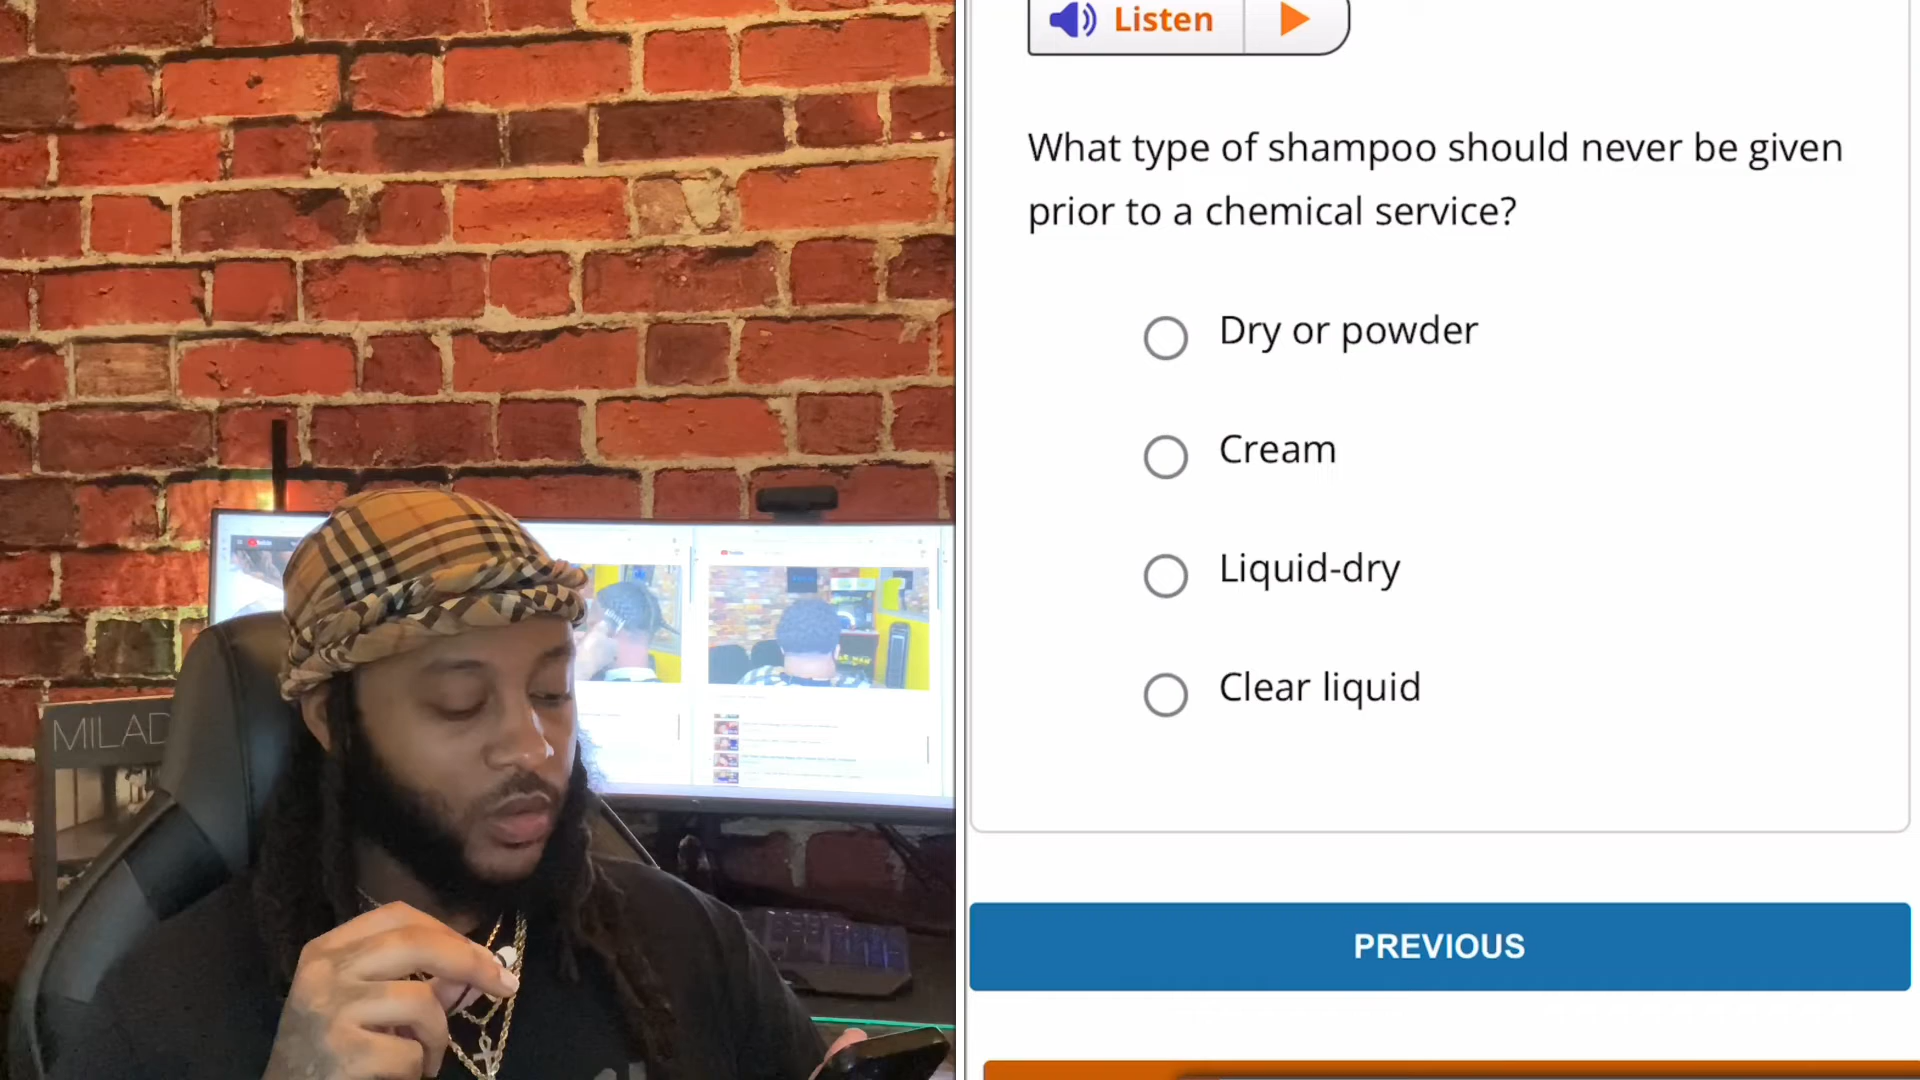 Listen
What type of shampoo should never be given
prior to a chemical service?
Dry or powder
Cream
Liquid-dry
Clear liquid
PREVIOUS
MILAD